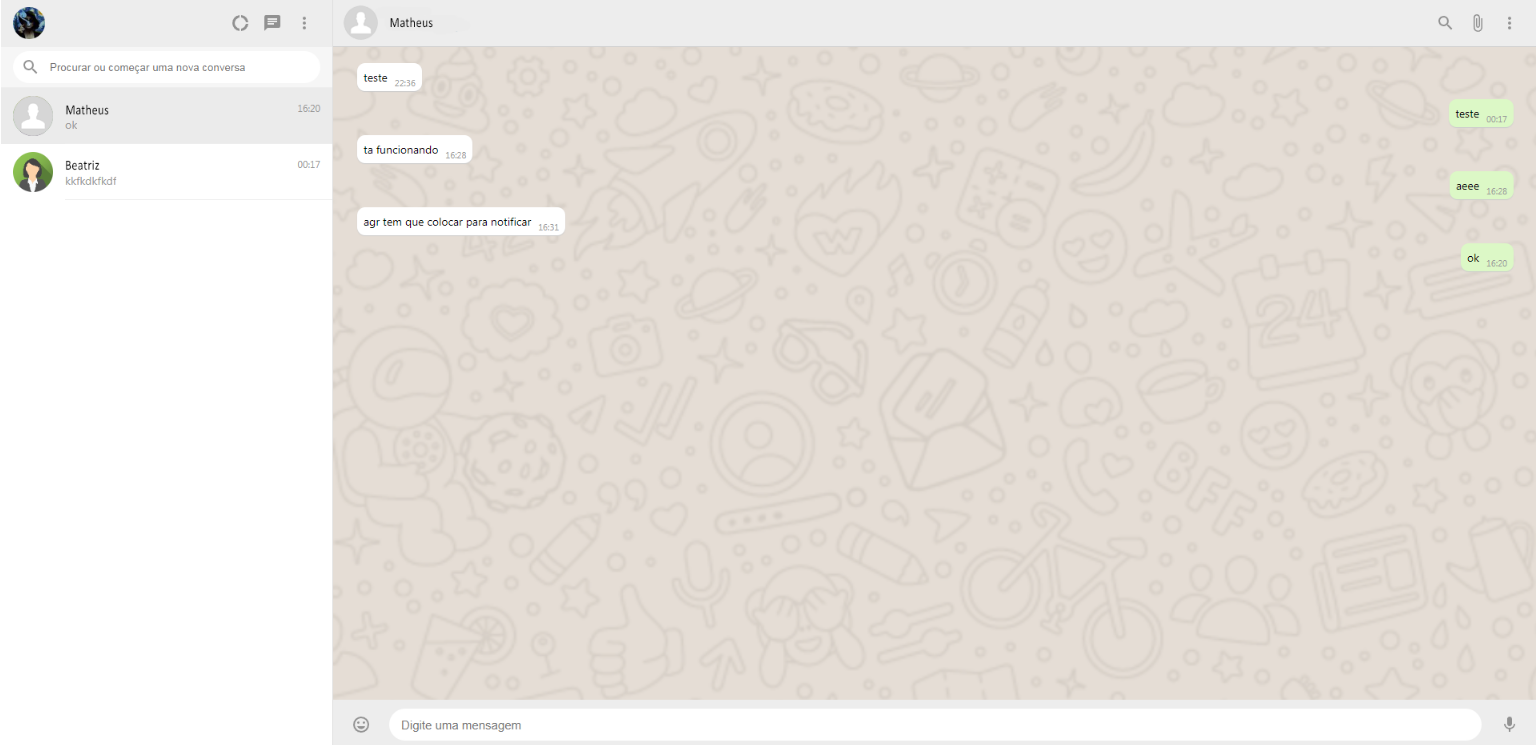 Procurar ou começar uma nova conversa
Matheus
16:20
ok
Beatriz
00:17
kkfkdkfkdf
Matheus
teste 22:36
teste 00:17
ta funcionando 16:28
aeee 16:28
agr tem que colocar para notificar 16:31
ok 16:20
24
BFF
Digite uma mensagem